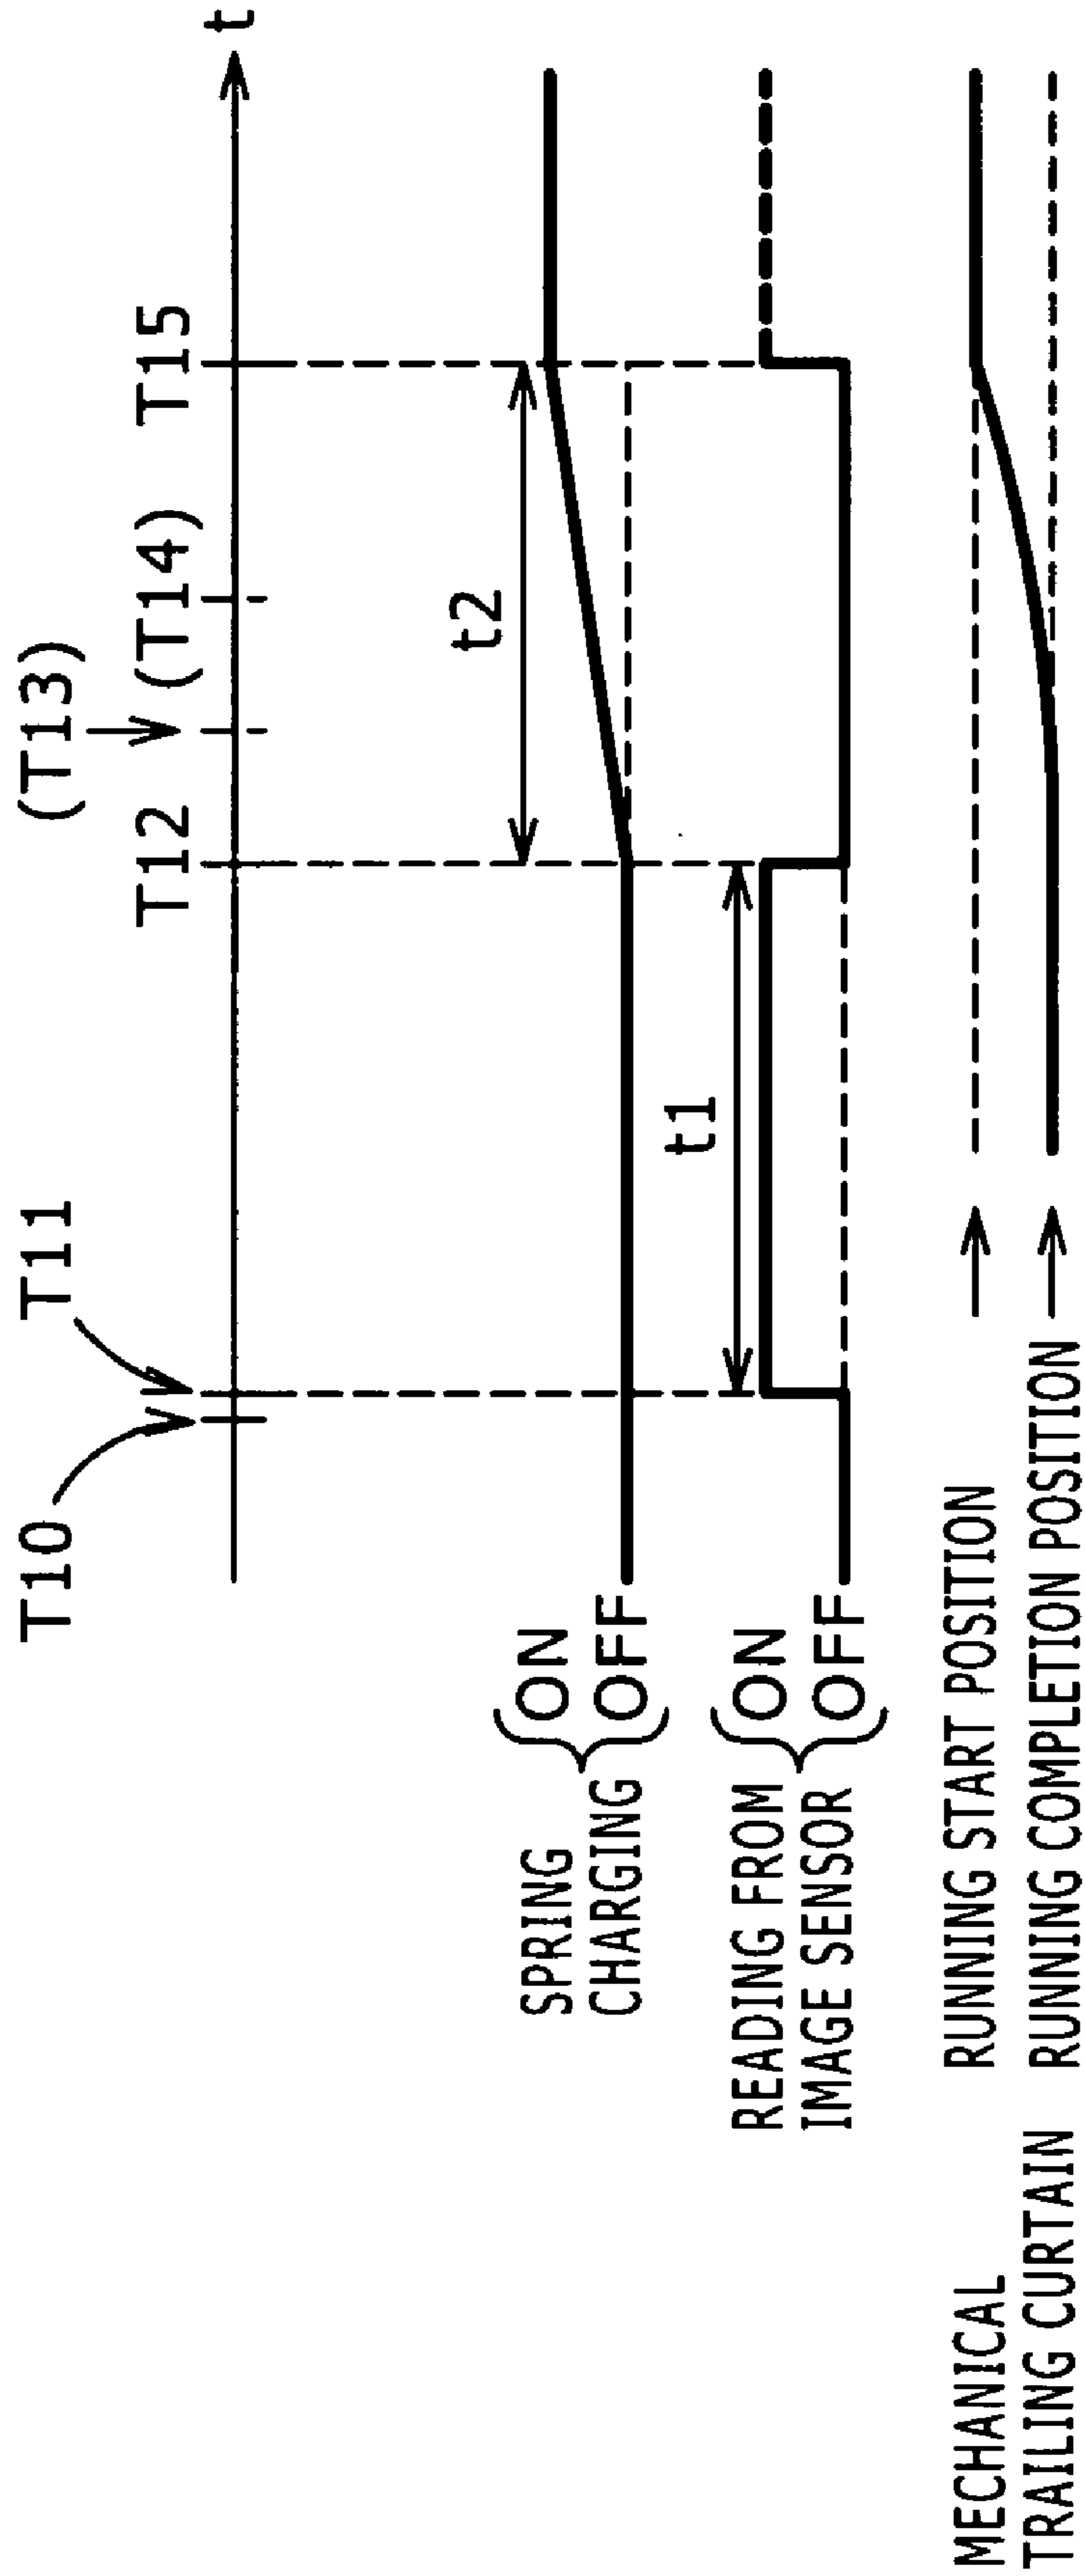 T10
T11
(T13)
T12
(T14)
T15
t
SPRING
CHARGING
ON
OFF
t2
READING FROM
IMAGE SENSOR
ON
OFF
t1
MECHANICAL
TRAILING CURTAIN
RUNNING START POSITION
RUNNING COMPLETION POSITION